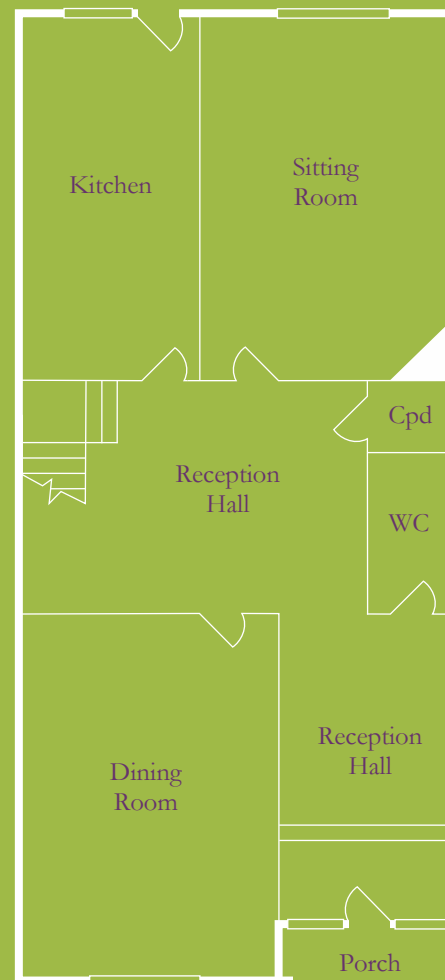 Kitchen
Sitting
Room
Cpd
Reception
Hall
WC
Reception
Hall
Dining
Room
Porch